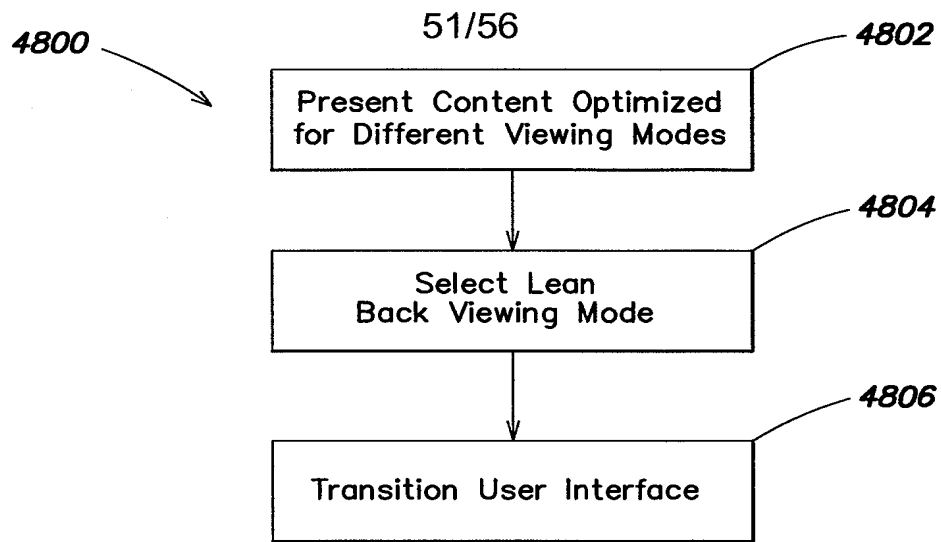 51/56
4800
4802
Present Content Optimized
for Different Viewing Modes
4804
Select Lean
Back Viewing Mode
4806
Transition User Interface